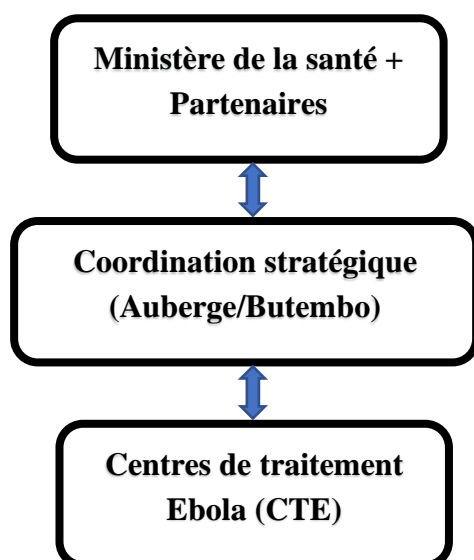 Ministère de la santé +
Partenaires
Coordination stratégique
(Auberge/Butembo)
Centres de traitement
Ebola (CTE)